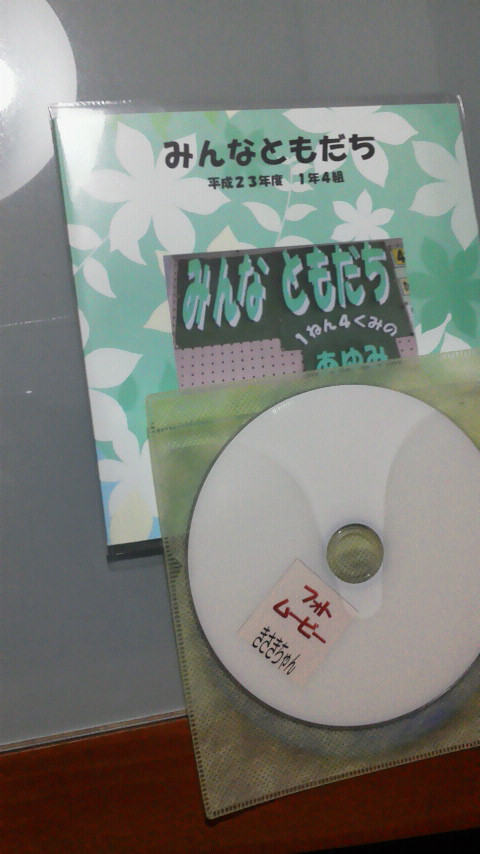 みんなともだち
平成23年度 1年4組
みんな ともだち
1ねん4くみの
あゆみ
フォト
ムービー
きさきちゃん